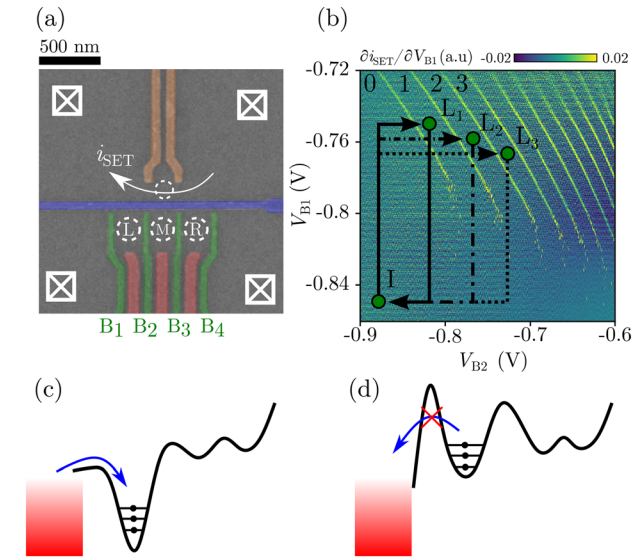 (a)
500 nm
iSET
L M R
B1 B2 B3 B4
(b)
∂iSET/∂VB1(a.u) -0.02 0.02
0 1 2 3
L1
L2
L3
I
-0.72
-0.76
-0.8
-0.84
VB1 (V)
-0.9 -0.8 -0.7 -0.6
VB2 (V)
(c)
(d)